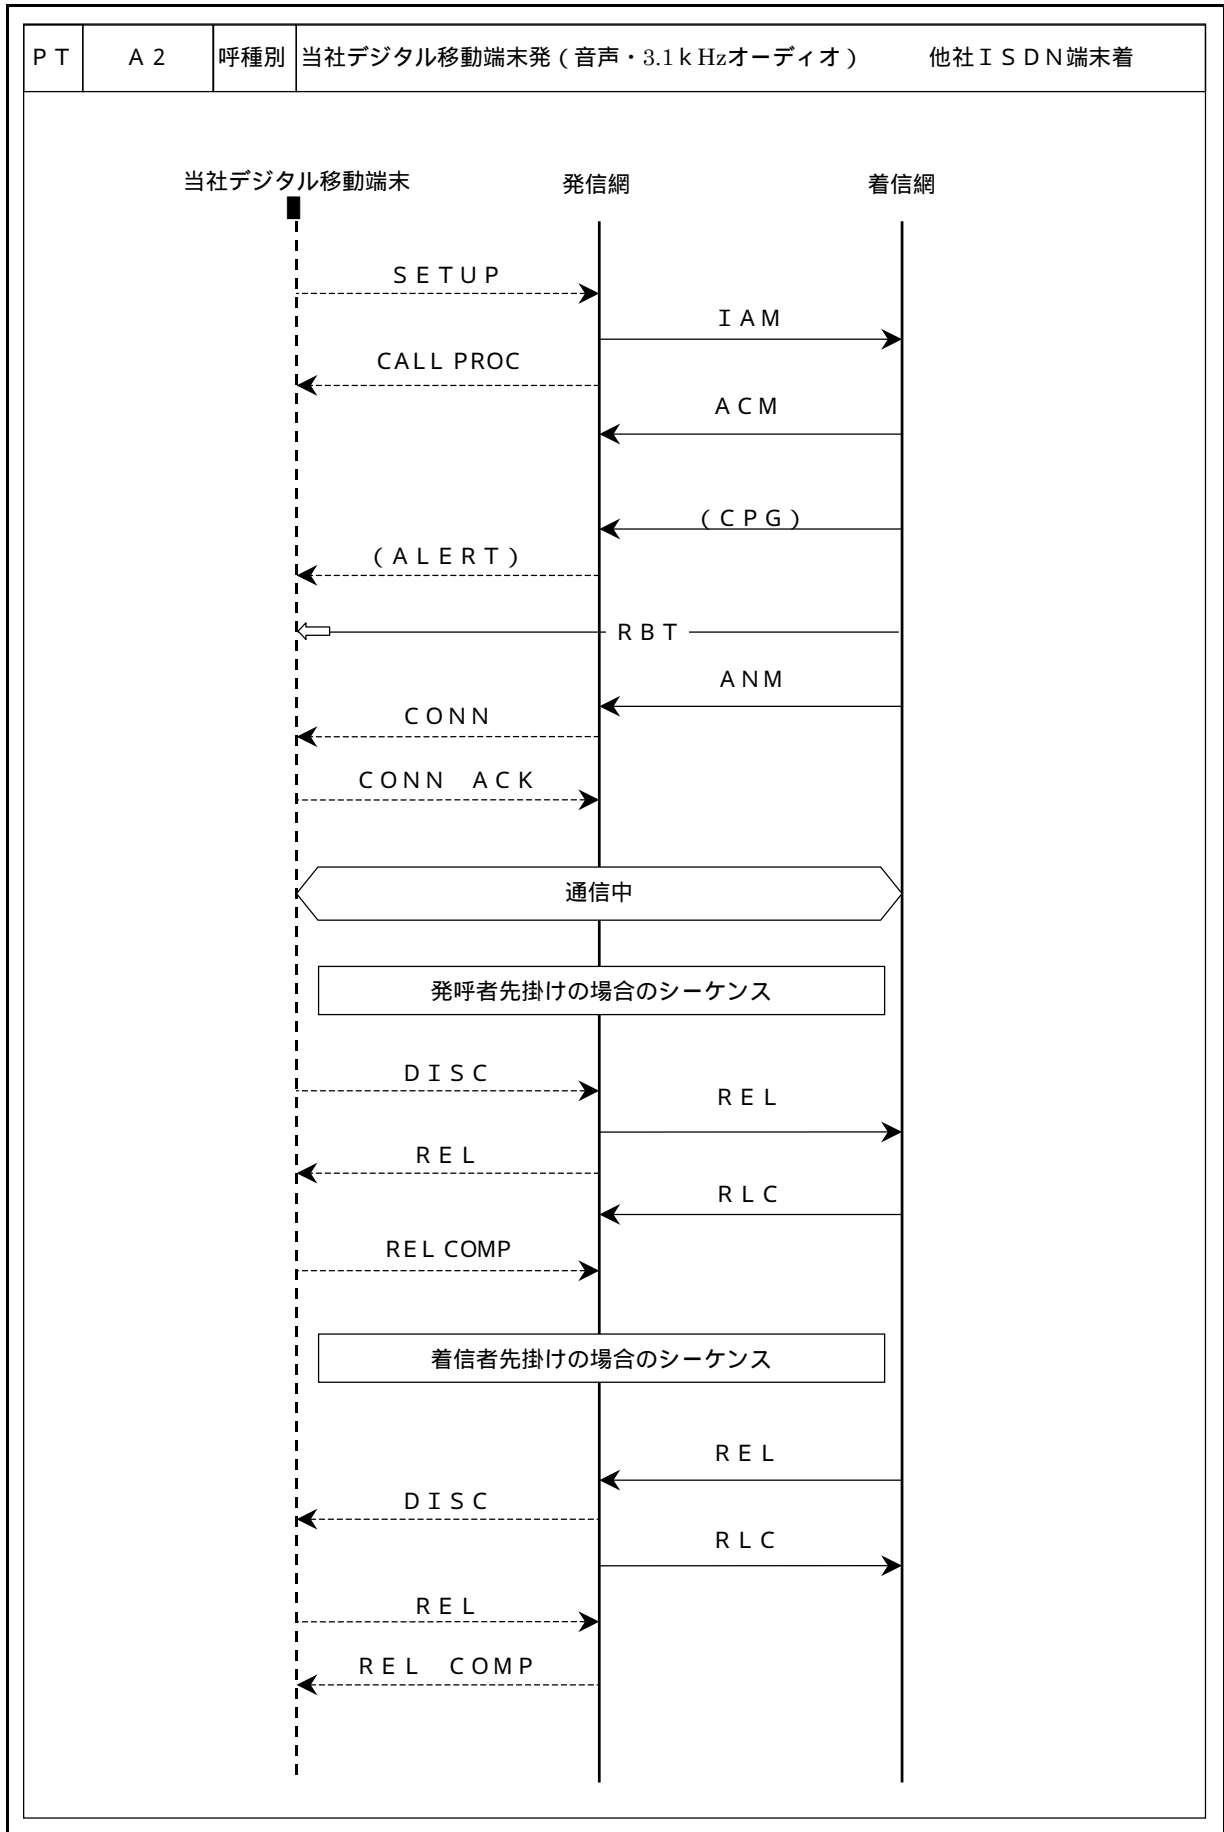 ＰＴ　Ａ２　呼種別　当社デジタル移動端末発（音声・3.1ｋHzオーディオ）　　他社ＩＳＤＮ端末着
当社デジタル移動端末　発信網　着信網
ＳＥＴＵＰ
ＩＡＭ
CALL PROC
ＡＣＭ
（ＣＰＧ）
（ＡＬＥＲＴ）
ＲＢＴ
ＡＮＭ
ＣＯＮＮ
ＣＯＮＮ　ＡＣＫ
通信中
発呼者先掛けの場合のシーケンス
ＤＩＳＣ
ＲＥＬ
ＲＥＬ
ＲＬＣ
REL COMP
着信者先掛けの場合のシーケンス
ＲＥＬ
ＤＩＳＣ
ＲＬＣ
ＲＥＬ
ＲＥＬ　ＣＯＭＰ